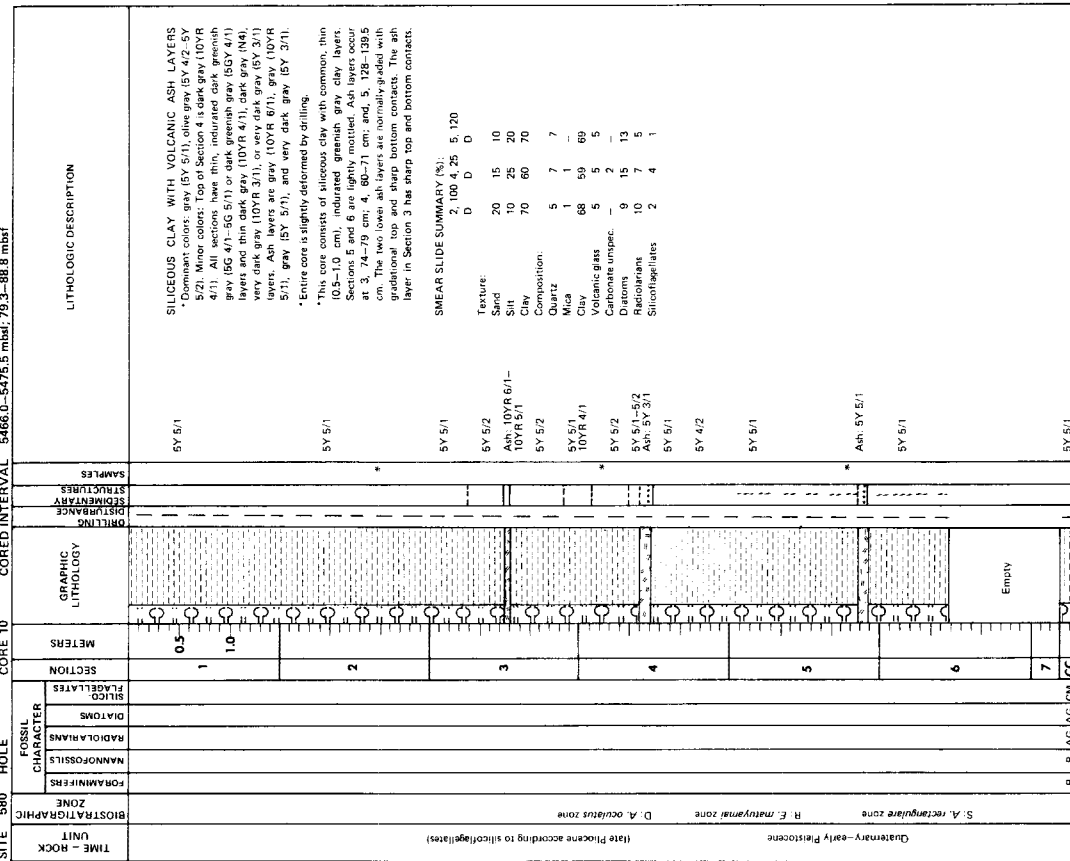 SITE 580 HOLE CORE 10 CORED INTERVAL 5466.0–5475.5 mbsl; 79.3–88.8 mbsf
TIME – ROCK UNIT
BIOSTRATIGRAPHIC ZONE
FOSSIL CHARACTER
FORAMINIFERS
NANNOFOSSILS
RADIOLARIANS
DIATOMS
SILICO-
FLAGELLATES
SECTION
METERS
GRAPHIC
LITHOLOGY
DRILLING
DISTURBANCE
SEDIMENTARY
STRUCTURES
SAMPLES
LITHOLOGIC DESCRIPTION
Quaternary–early Pleistocene
(late Pliocene according to silicoflagellates)
S: A. rectangulare zone
R: E. matuyamai zone
D: A. oculatus zone
B
B
AG
AG
CM
1
0.5
1.0
2
3
4
5
6
7
CC
Empty
*
*
*
5Y 5/1
5Y 5/1
5Y 5/1
5Y 5/2
Ash: 10YR 6/1–
10YR 5/1
5Y 5/2
5Y 5/1
10YR 4/1
5Y 5/2
5Y 5/1–5/2
Ash: 5Y 3/1
5Y 5/1
5Y 4/2
5Y 5/1
Ash: 5Y 5/1
5Y 5/1
5Y 5/1
SILICEOUS CLAY WITH VOLCANIC ASH LAYERS
* Dominant colors: gray (5Y 5/1), olive gray (5Y 4/2–5Y
5/2). Minor colors: Top of Section 4 is dark gray (10YR
4/1). All sections have thin, indurated dark greenish
gray (5G 4/1–5G 5/1) or dark greenish gray (5GY 4/1)
layers and thin dark gray (10YR 4/1), dark gray (N4),
very dark gray (10YR 3/1), or very dark gray (5Y 3/1)
layers. Ash layers are gray (10YR 6/1), gray (10YR
5/1), gray (5Y 5/1), and very dark gray (5Y 3/1).
* Entire core is slightly deformed by drilling.
* This core consists of siliceous clay with common, thin
(0.5–1.0 cm), indurated greenish gray clay layers.
Sections 5 and 6 are lightly mottled. Ash layers occur
at 3, 74–79 cm; 4, 60–71 cm; and, 5, 128–139.5
cm. The two lower ash layers are normally graded with
gradational top and sharp bottom contacts. The ash
layer in Section 3 has sharp top and bottom contacts.
SMEAR SLIDE SUMMARY (%):
2, 100 4, 25 5, 120
D D D
Texture:
Sand 20 15 10
Silt 10 25 20
Clay 70 60 70
Composition:
Quartz 5 7 7
Mica 1 1 –
Clay 68 59 69
Volcanic glass 5 5 5
Carbonate unspec. – 2 –
Diatoms 9 15 13
Radiolarians 10 7 5
Silicoflagellates 2 4 1